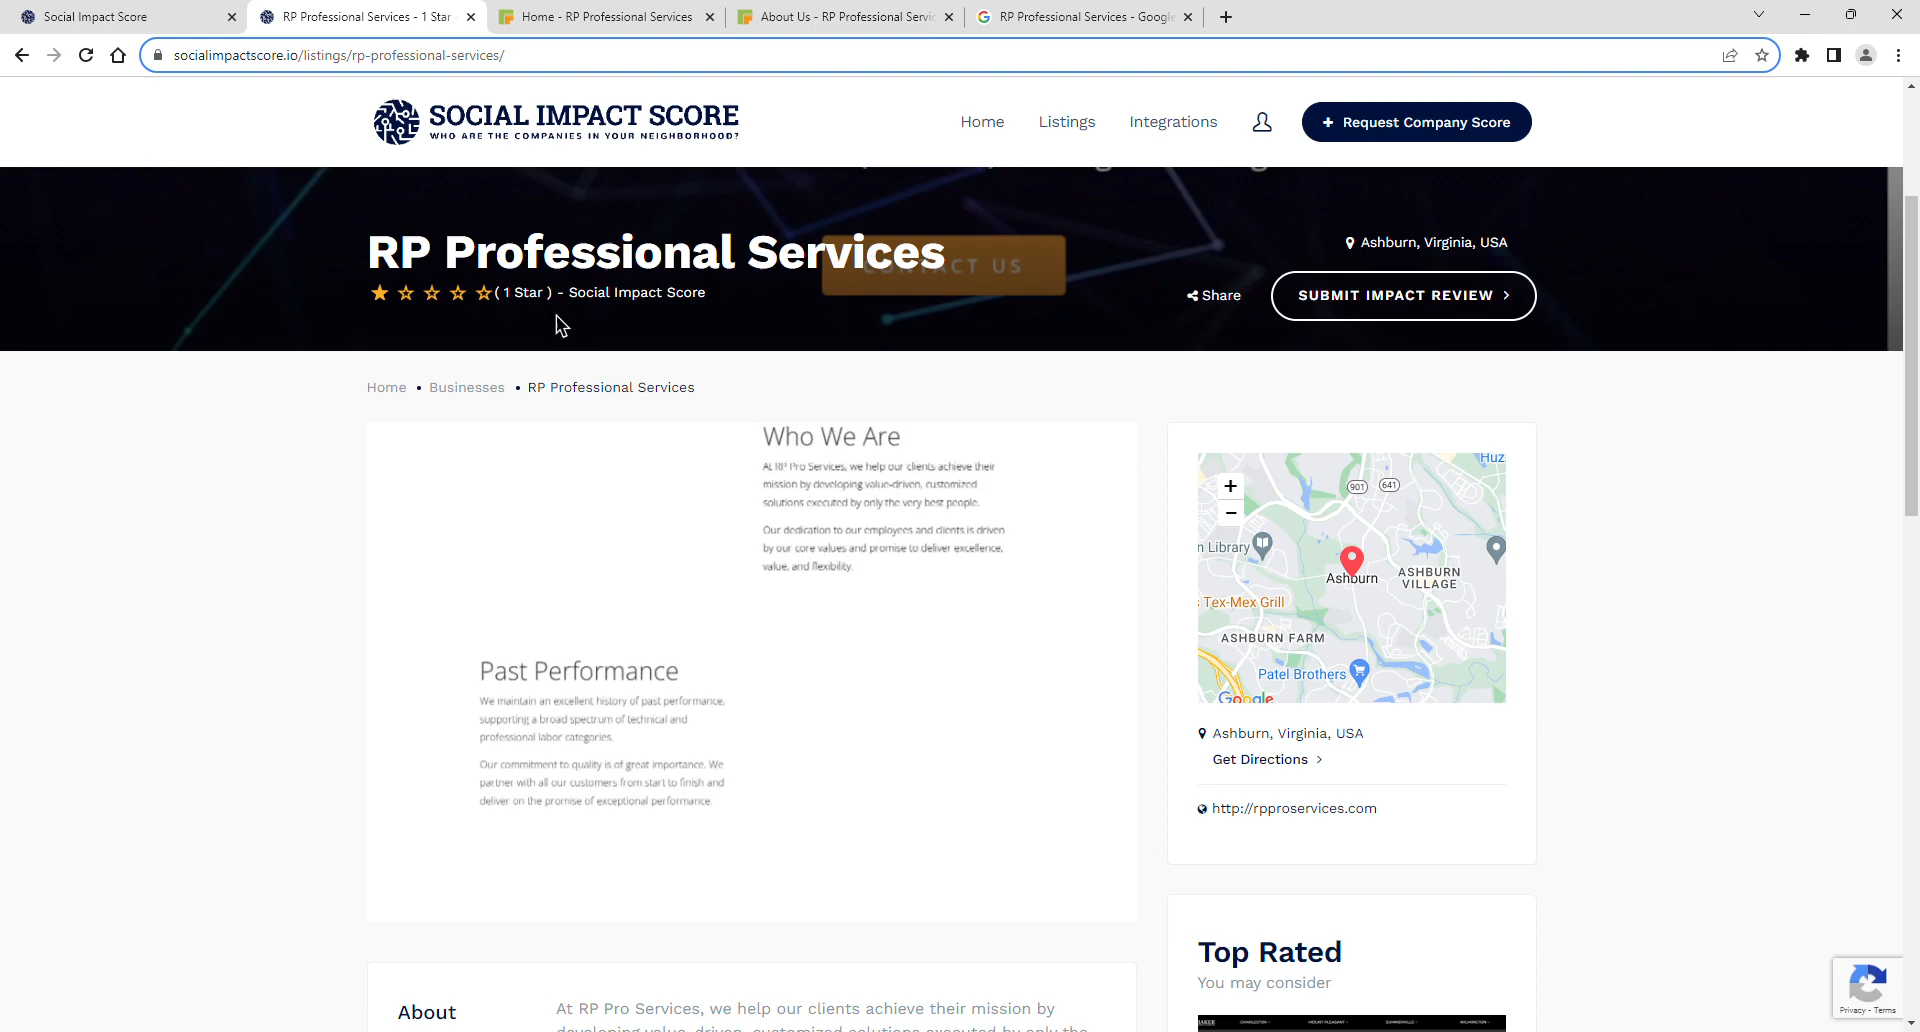 Social Impact Score
RP Professional Services - 1 Star
Home - RP Professional Services
About Us - RP Professional Servic
RP Professional Services - Google
socialimpactscore.io/listings/rp-professional-services/
SOCIAL IMPACT SCORE
WHO ARE THE COMPANIES IN YOUR NEIGHBORHOOD?
Home
Listings
Integrations
+ Request Company Score
RP Professional Services
CONTACT US
( 1 Star ) - Social Impact Score
Ashburn, Virginia, USA
Share
SUBMIT IMPACT REVIEW >
Home • Businesses • RP Professional Services
Who We Are
At RP Pro Services, we help our clients achieve their
mission by developing value-driven, customized
solutions executed by only the very best people.
Our dedication to our employees and clients is driven
by our core values and promise to deliver excellence,
value, and flexibility.
Past Performance
We maintain an excellent history of past performance,
supporting a broad spectrum of technical and
professional labor categories.
Our commitment to quality is of great importance. We
partner with all our customers from start to finish and
deliver on the promise of exceptional performance.
+
−
Huz
901
641
n Library
Ashburn
ASHBURN
VILLAGE
s Tex-Mex Grill
ASHBURN FARM
Patel Brothers
Google
Ashburn, Virginia, USA
Get Directions >
http://rpproservices.com
Top Rated
You may consider
CHARLESTON
MOUNT PLEASANT
SUMMERVILLE
WILMINGTON
About
At RP Pro Services, we help our clients achieve their mission by
developing value-driven, customized solutions executed by only the
Privacy - Terms